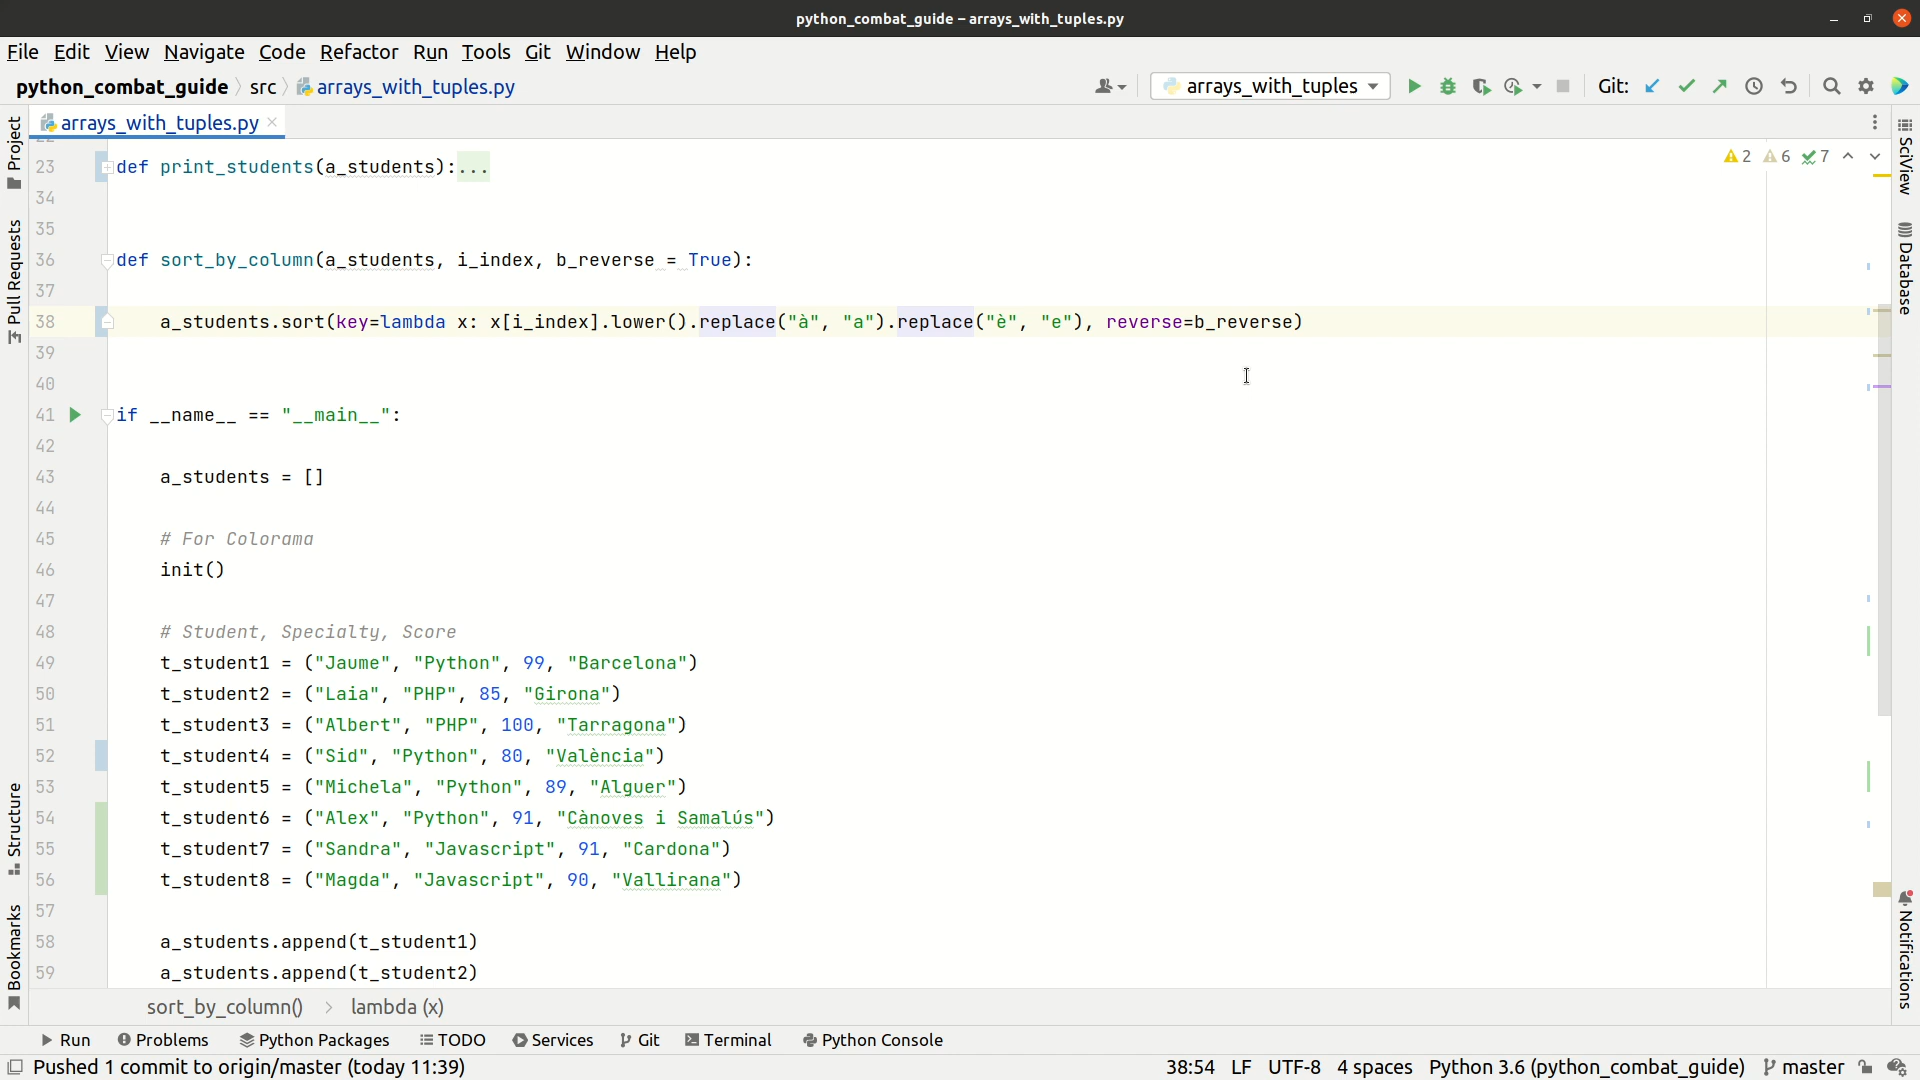 python_combat_guide – arrays_with_tuples.py
File Edit View Navigate Code Refactor Run Tools Git Window Help
python_combat_guide src arrays_with_tuples.py
arrays_with_tuples Git:
arrays_with_tuples.py
2 6 7
Project
Pull Requests
Structure
Bookmarks
SciView
Database
Notifications
23 def print_students(a_students):...
34
35
36 def sort_by_column(a_students, i_index, b_reverse = True):
37
38 a_students.sort(key=lambda x: x[i_index].lower().replace("à", "a").replace("è", "e"), reverse=b_reverse)
39
40
41 if __name__ == "__main__":
42
43 a_students = []
44
45 # For Colorama
46 init()
47
48 # Student, Specialty, Score
49 t_student1 = ("Jaume", "Python", 99, "Barcelona")
50 t_student2 = ("Laia", "PHP", 85, "Girona")
51 t_student3 = ("Albert", "PHP", 100, "Tarragona")
52 t_student4 = ("Sid", "Python", 80, "València")
53 t_student5 = ("Michela", "Python", 89, "Alguer")
54 t_student6 = ("Alex", "Python", 91, "Cànoves i Samalús")
55 t_student7 = ("Sandra", "Javascript", 91, "Cardona")
56 t_student8 = ("Magda", "Javascript", 90, "Vallirana")
57
58 a_students.append(t_student1)
59 a_students.append(t_student2)
sort_by_column() > lambda (x)
Run Problems Python Packages TODO Services Git Terminal Python Console
Pushed 1 commit to origin/master (today 11:39) 38:54 LF UTF-8 4 spaces Python 3.6 (python_combat_guide) master